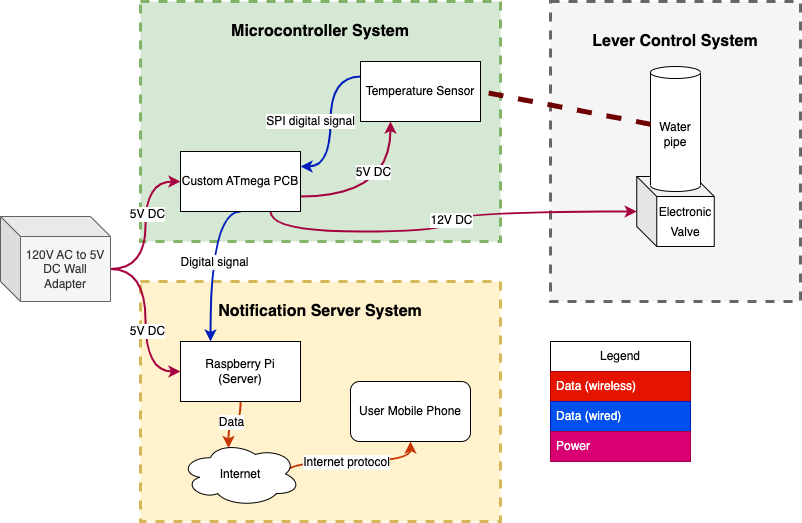 Microcontroller System
Lever Control System
Temperature Sensor
SPI digital signal
Water
pipe
Custom ATmega PCB
5V DC
5V DC
12V DC
Electronic
Valve
120V AC to 5V
DC Wall
Adapter
Digital signal
Notification Server System
5V DC
Raspberry Pi
(Server)
Legend
Data (wireless)
Data (wired)
Power
User Mobile Phone
Data
Internet protocol
Internet